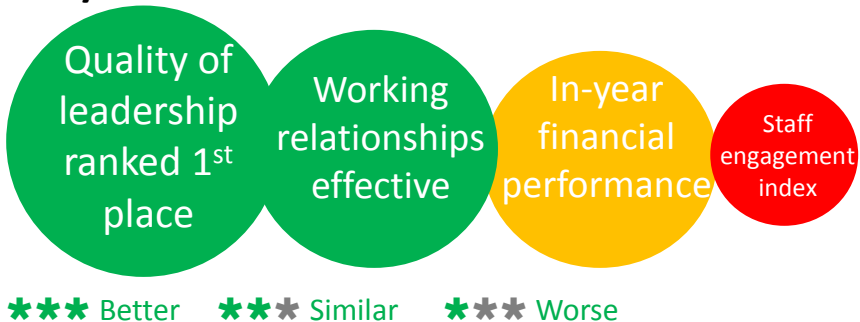 Quality of
leadership
ranked 1st
place
Working
relationships
effective
In-year
financial
performance
Staff
engagement
index
*** Better *** Similar *** Worse